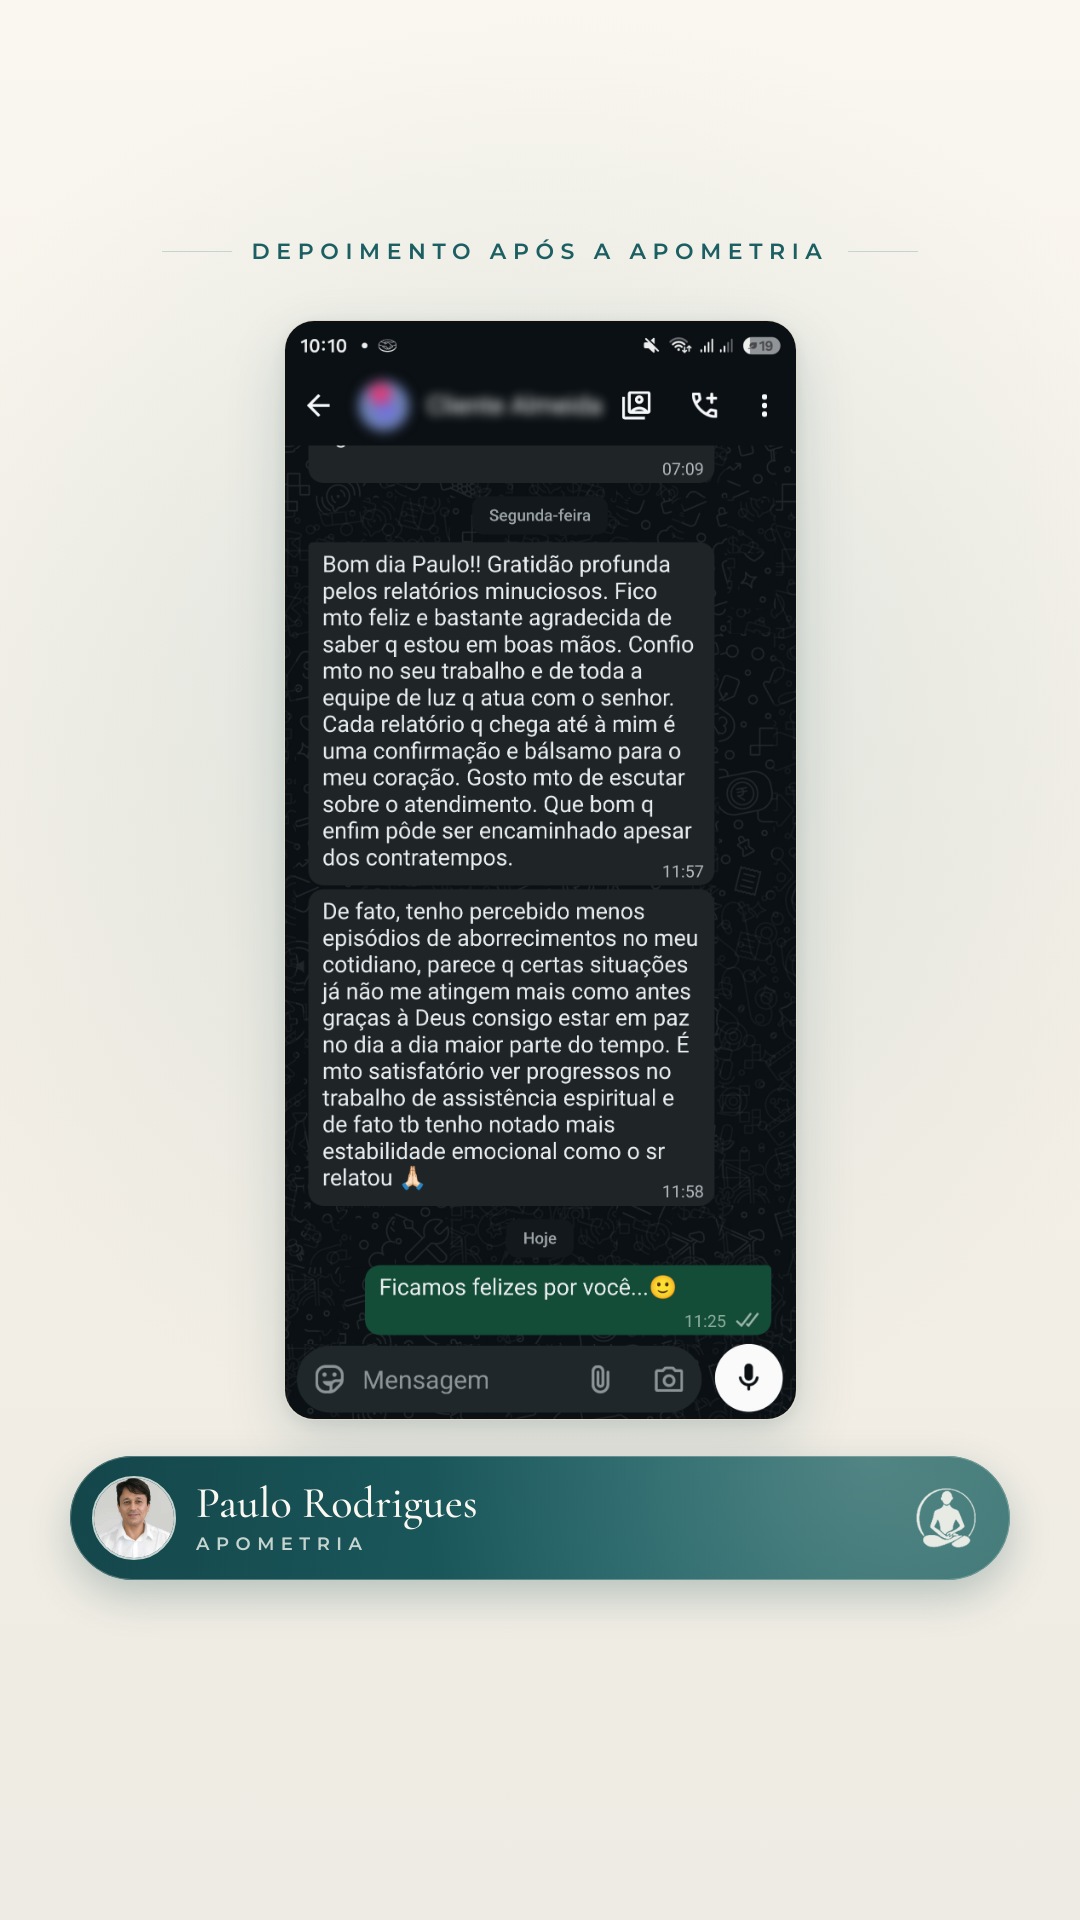 DEPOIMENTO APÓS A APOMETRIA
10:10
19
07:09
Segunda-feira
Bom dia Paulo!! Gratidão profunda
pelos relatórios minuciosos. Fico
mto feliz e bastante agradecida de
saber q estou em boas mãos. Confio
mto no seu trabalho e de toda a
equipe de luz q atua com o senhor.
Cada relatório q chega até à mim é
uma confirmação e bálsamo para o
meu coração. Gosto mto de escutar
sobre o atendimento. Que bom q
enfim pôde ser encaminhado apesar
dos contratempos.
11:57
De fato, tenho percebido menos
episódios de aborrecimentos no meu
cotidiano, parece q certas situações
já não me atingem mais como antes
graças à Deus consigo estar em paz
no dia a dia maior parte do tempo. É
mto satisfatório ver progressos no
trabalho de assistência espiritual e
de fato tb tenho notado mais
estabilidade emocional como o sr
relatou 🙏🏻
11:58
Hoje
Ficamos felizes por você...🙂
11:25
Mensagem
Paulo Rodrigues
APOMETRIA